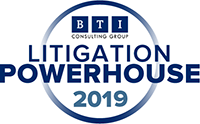 BTI
CONSULTING GROUP
LITIGATION
POWERHOUSE
2019